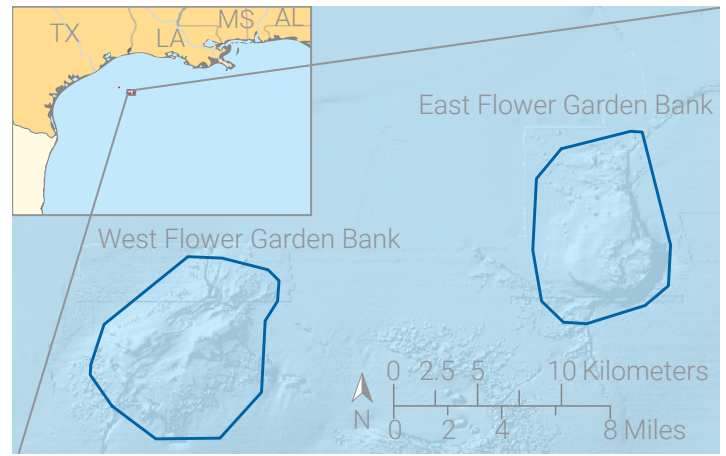 TX
LA
MS
AL
East Flower Garden Bank
West Flower Garden Bank
0 2.5 5 10 Kilometers
N
0 2 4 8 Miles